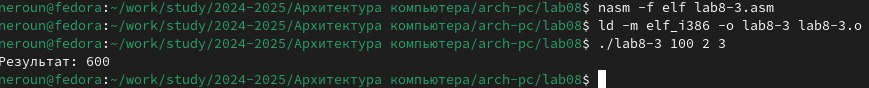 neroun@fedora:~/work/study/2024-2025/Архитектура компьютера/arch-pc/lab08$ nasm -f elf lab8-3.asm
neroun@fedora:~/work/study/2024-2025/Архитектура компьютера/arch-pc/lab08$ ld -m elf_i386 -o lab8-3 lab8-3.o
neroun@fedora:~/work/study/2024-2025/Архитектура компьютера/arch-pc/lab08$ ./lab8-3 100 2 3
Результат: 600
neroun@fedora:~/work/study/2024-2025/Архитектура компьютера/arch-pc/lab08$